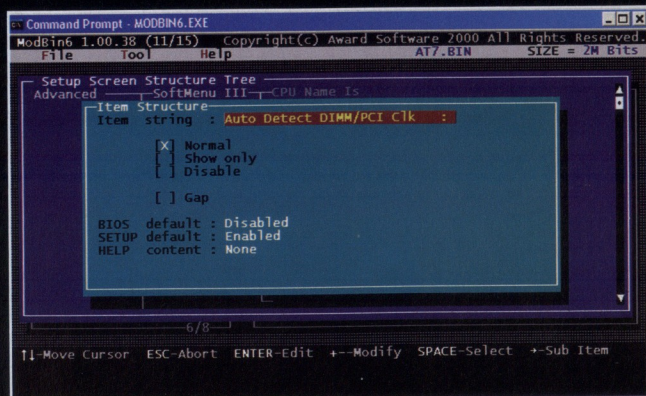 Command Prompt - MODBIN6.EXE
ModBin6 1.00.38 (11/15) Copyright(c) Award Software 2000 All Rights Reserved.
File Tool Help AT7.BIN SIZE = 2M Bits
Setup Screen Structure Tree
Advanced SoftMenu III CPU Name Is
Item Structure
Item string : Auto Detect DIMM/PCI Clk :
[X] Normal
[ ] Show only
[ ] Disable
[ ] Gap
BIOS default : Disabled
SETUP default : Enabled
HELP content : None
6/8
↑↓-Move Cursor ESC-Abort ENTER-Edit +--Modify SPACE-Select →-Sub Item